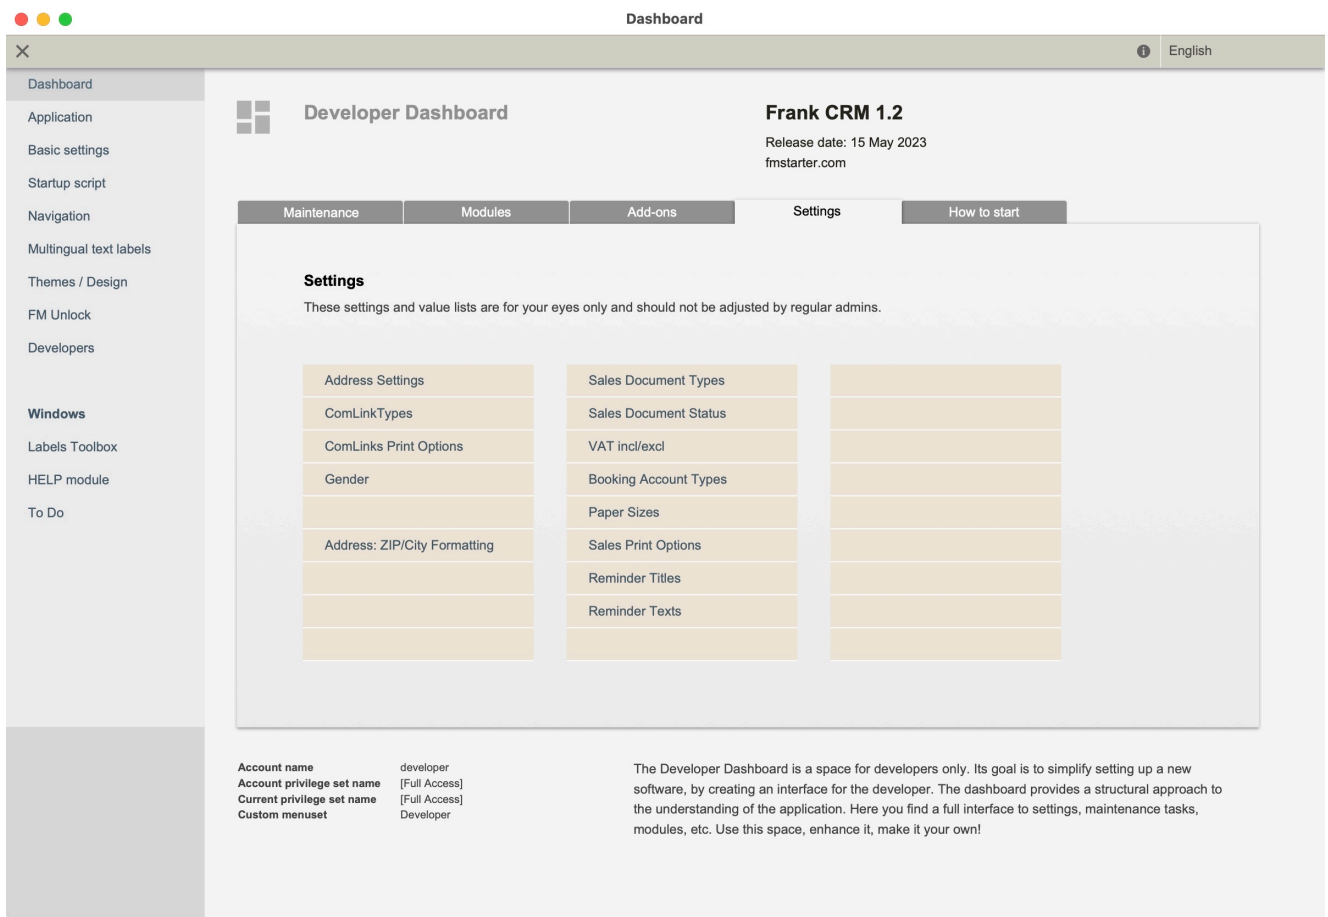 Dashboard
English
Dashboard
Application
Basic settings
Startup script
Navigation
Multingual text labels
Themes / Design
FM Unlock
Developers
Windows
Labels Toolbox
HELP module
To Do
Developer Dashboard
Frank CRM 1.2
Release date: 15 May 2023
fmstarter.com
Maintenance
Modules
Add-ons
Settings
How to start
Settings
These settings and value lists are for your eyes only and should not be adjusted by regular admins.
Address Settings
ComLinkTypes
ComLinks Print Options
Gender
Address: ZIP/City Formatting
Sales Document Types
Sales Document Status
VAT incl/excl
Booking Account Types
Paper Sizes
Sales Print Options
Reminder Titles
Reminder Texts
Account name developer
Account privilege set name [Full Access]
Current privilege set name [Full Access]
Custom menuset Developer
The Developer Dashboard is a space for developers only. Its goal is to simplify setting up a new
software, by creating an interface for the developer. The dashboard provides a structural approach to
the understanding of the application. Here you find a full interface to settings, maintenance tasks,
modules, etc. Use this space, enhance it, make it your own!